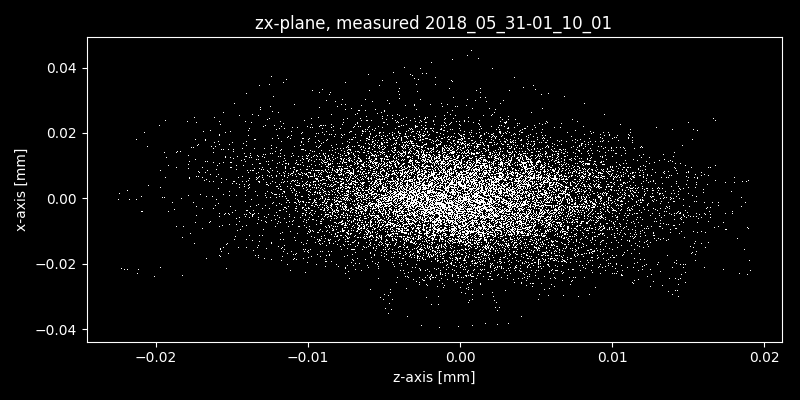 zx-plane, measured 2018_05_31-01_10_01
0.04
0.02
0.00
−0.02
−0.04
x-axis [mm]
−0.02 −0.01 0.00 0.01 0.02
z-axis [mm]